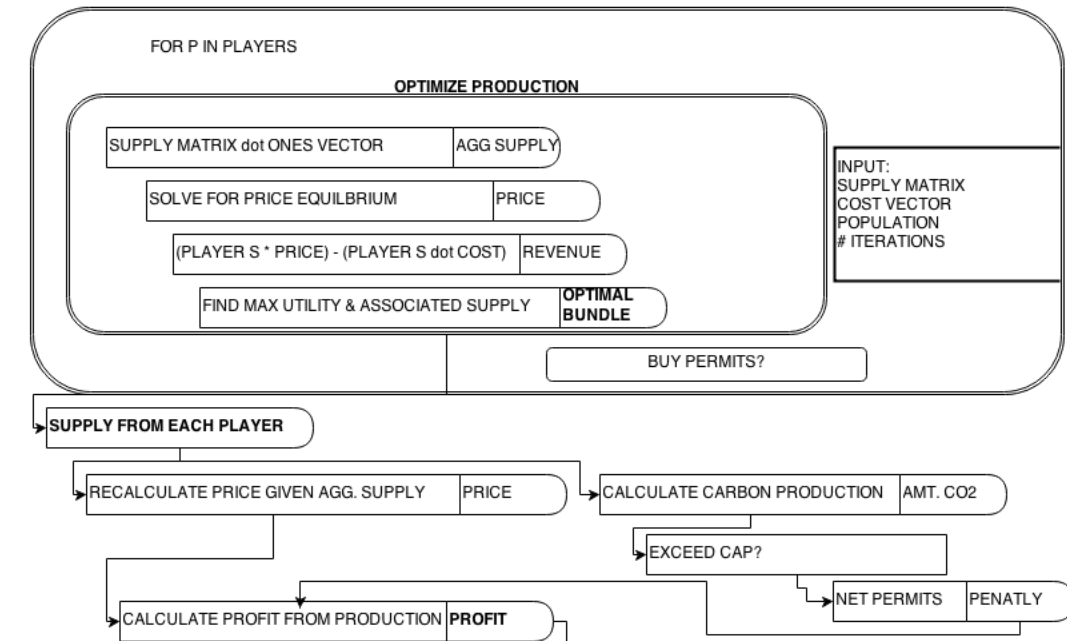 FOR P IN PLAYERS
OPTIMIZE PRODUCTION
SUPPLY MATRIX dot ONES VECTOR
AGG SUPPLY
SOLVE FOR PRICE EQUILBRIUM
PRICE
(PLAYER S * PRICE) - (PLAYER S dot COST)
REVENUE
FIND MAX UTILITY & ASSOCIATED SUPPLY
OPTIMAL
BUNDLE
INPUT:
SUPPLY MATRIX
COST VECTOR
POPULATION
# ITERATIONS
BUY PERMITS?
SUPPLY FROM EACH PLAYER
RECALCULATE PRICE GIVEN AGG. SUPPLY
PRICE
CALCULATE CARBON PRODUCTION
AMT. CO2
EXCEED CAP?
NET PERMITS
PENATLY
CALCULATE PROFIT FROM PRODUCTION
PROFIT